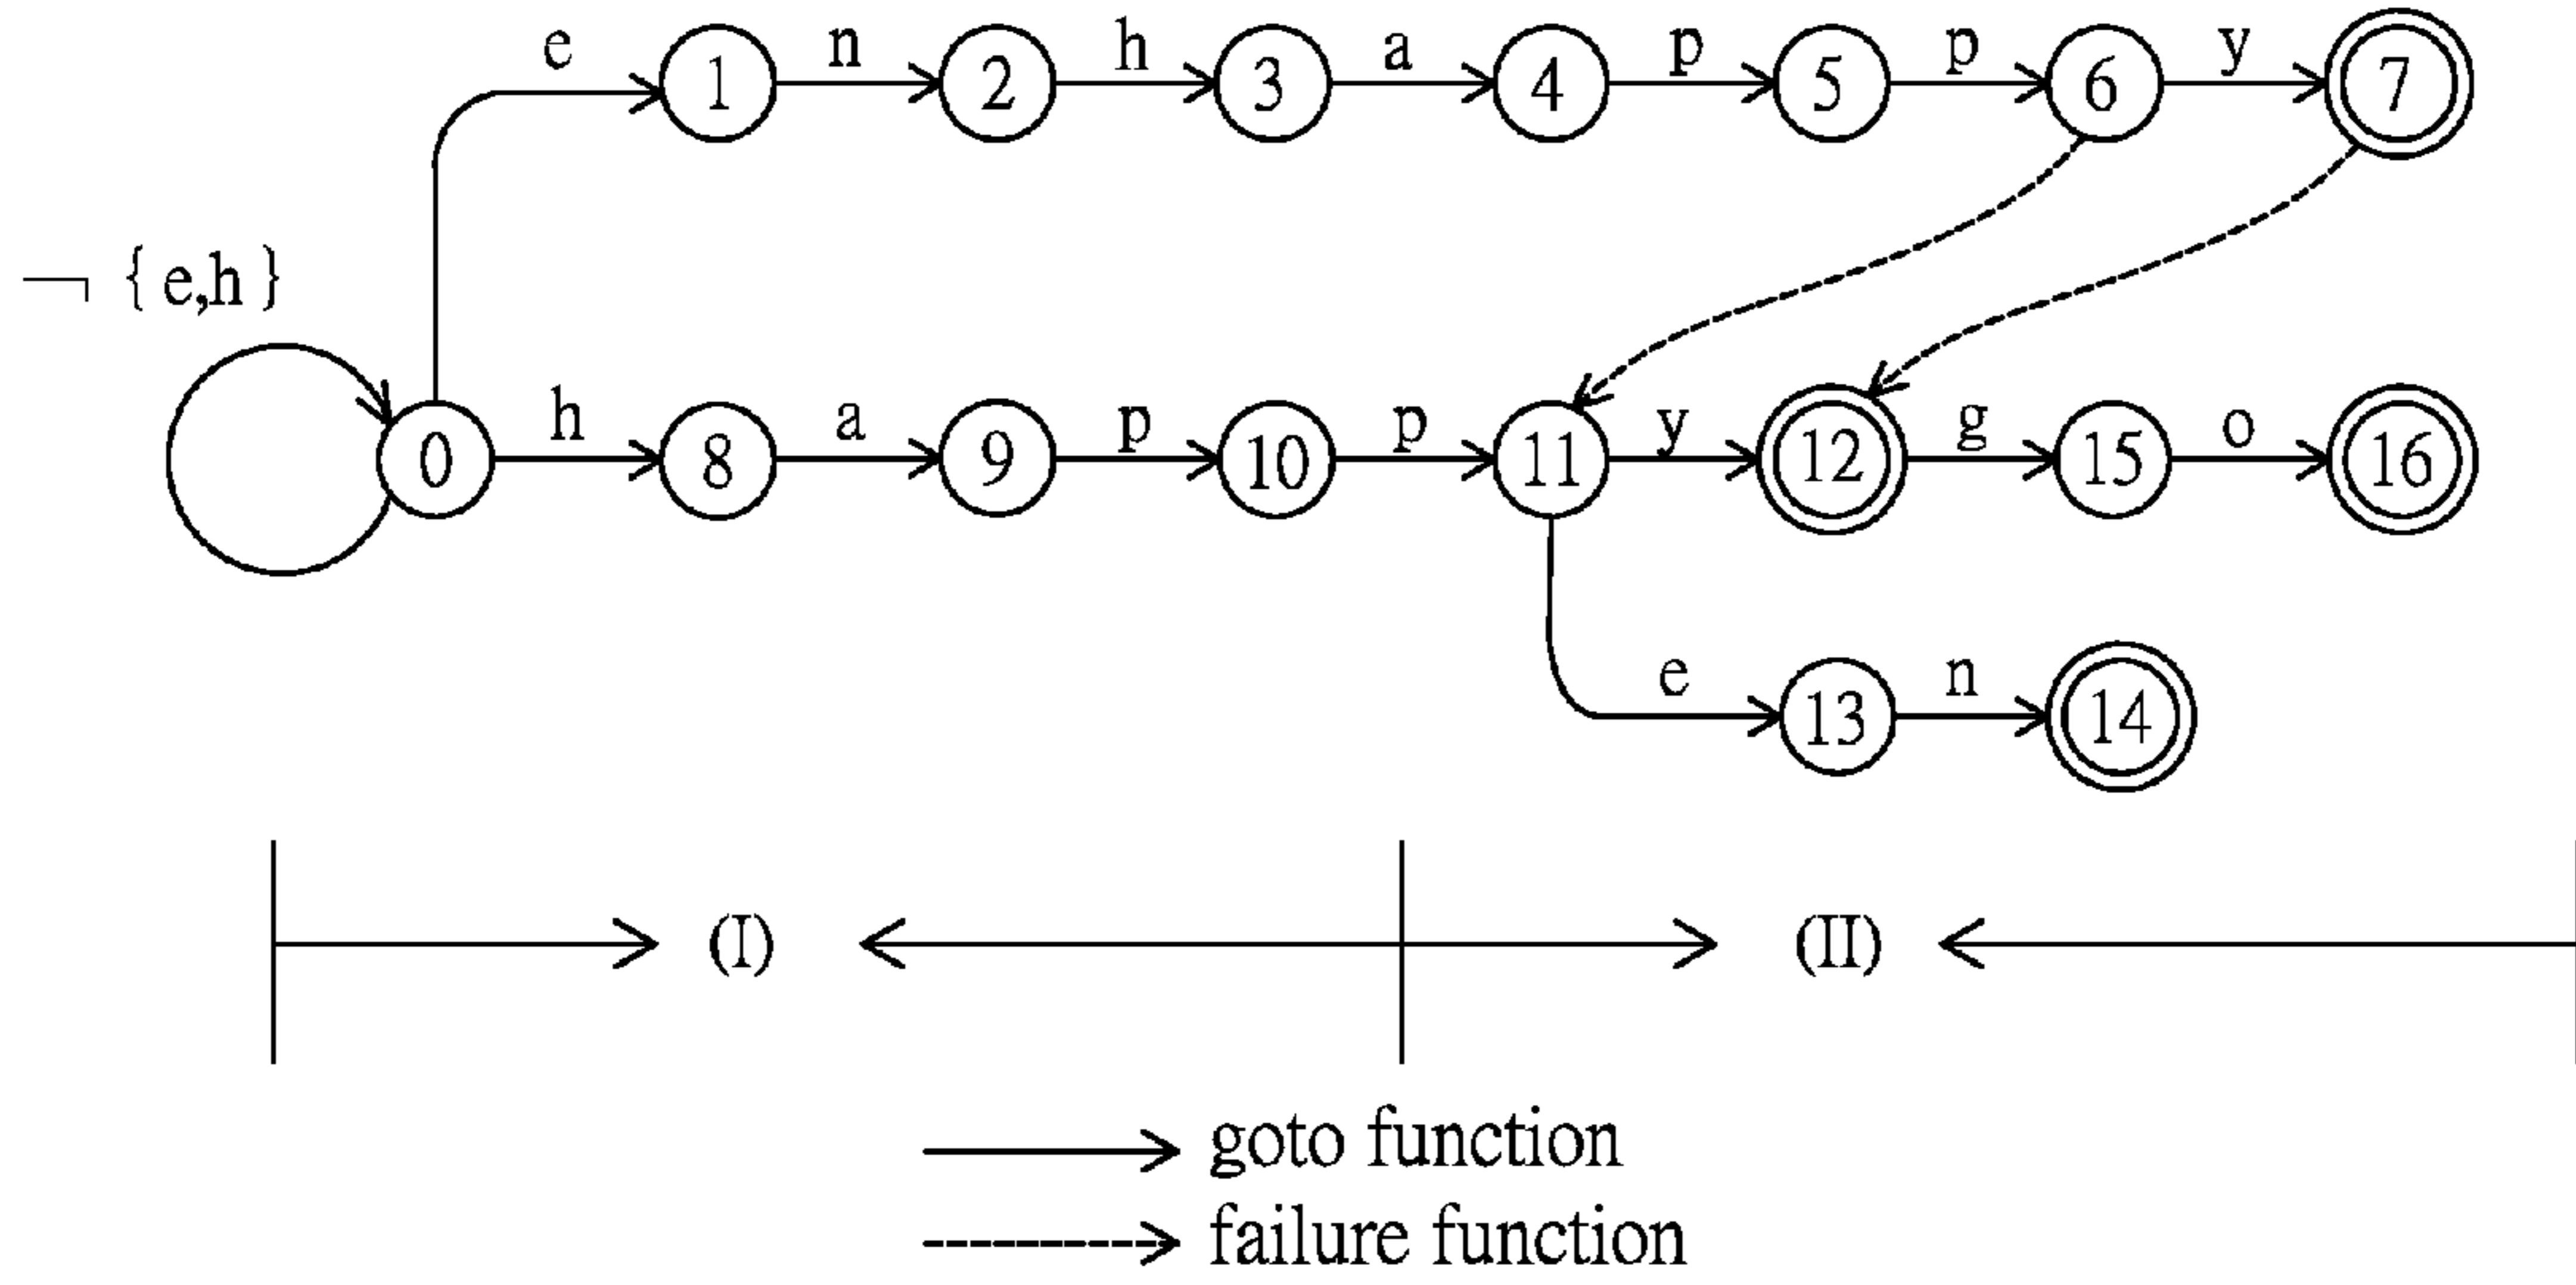 e n h a p p y
1 2 3 4 5 6 7
¬ { e,h }
h a p p y g o
0 8 9 10 11 12 15 16
e n
13 14
(I) (II)
goto function
failure function